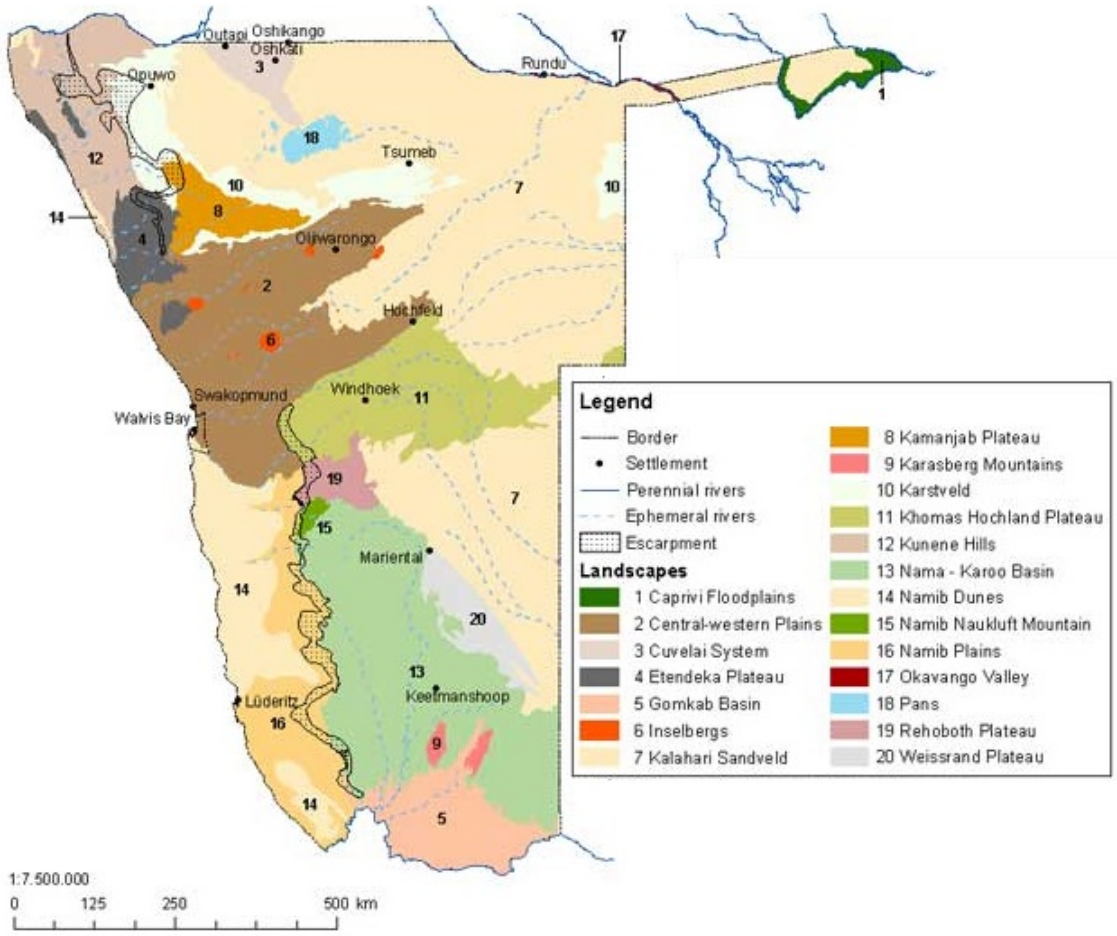 Outapi Oshikango
Oshkati
3
Opuwo
Rundu
17
1
12
18
Tsumeb
10
7
10
14
8
4
Otjiwarongo
2
Hochfeld
6
Windhoek
11
Swakopmund
Walvis Bay
19
7
15
Mariental
14
20
13
Keetmanshoop
Lüderitz
16
9
14
5
1:7.500.000
0 125 250 500 km
Legend
Border
Settlement
Perennial rivers
Ephemeral rivers
Escarpment
Landscapes
1 Caprivi Floodplains
2 Central-western Plains
3 Cuvelai System
4 Etendeka Plateau
5 Gomkab Basin
6 Inselbergs
7 Kalahari Sandveld
8 Kamanjab Plateau
9 Karasberg Mountains
10 Karstveld
11 Khomas Hochland Plateau
12 Kunene Hills
13 Nama - Karoo Basin
14 Namib Dunes
15 Namib Naukluft Mountain
16 Namib Plains
17 Okavango Valley
18 Pans
19 Rehoboth Plateau
20 Weissrand Plateau